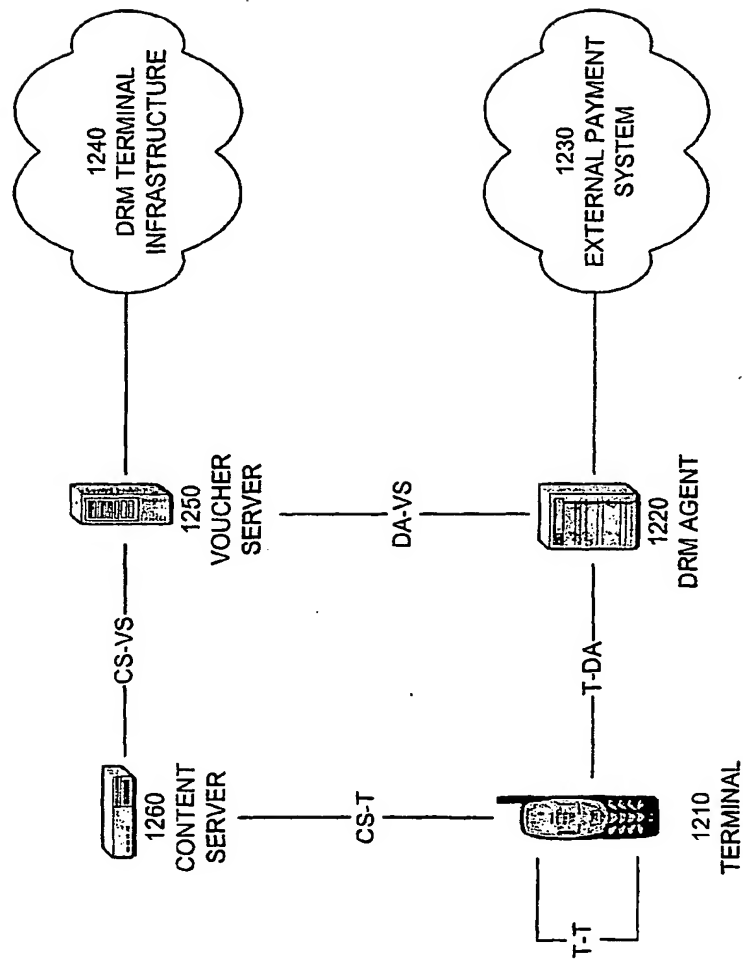 1240
DRM TERMINAL
INFRASTRUCTURE
1230
EXTERNAL PAYMENT
SYSTEM
1250
VOUCHER
SERVER
DA-VS
1220
DRM AGENT
CS-VS
T-DA
1260
CONTENT
SERVER
CS-T
1210
TERMINAL
T-T